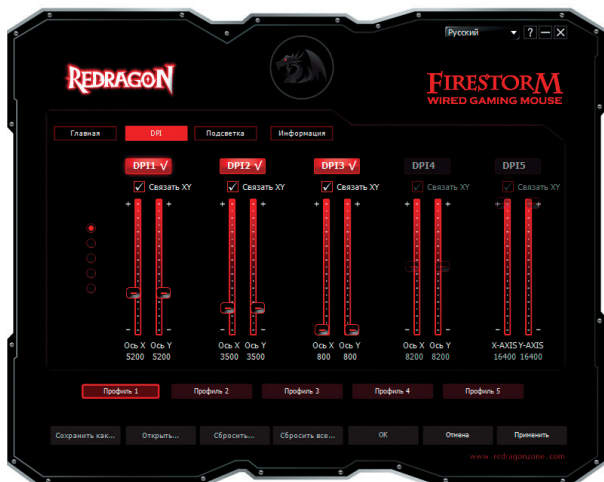 Русский ? — X
REDRAGON
FIRESTORM
WIRED GAMING MOUSE
Главная DPI Подсветка Информация
DPI1 √ DPI2 √ DPI3 √ DPI4 DPI5
Связать XY Связать XY Связать XY Связать XY Связать XY
+ + + + + + + + + +
– – – – – – – – – –
Ось X Ось Y Ось X Ось Y Ось X Ось Y Ось X Ось Y X-AXIS Y-AXIS
5200 5200 3500 3500 800 800 8200 8200 16400 16400
Профиль 1 Профиль 2 Профиль 3 Профиль 4 Профиль 5
Сохранить как... Открыть... Сбросить... Сбросить все... OK Отмена Применить
www.redragonzone.com